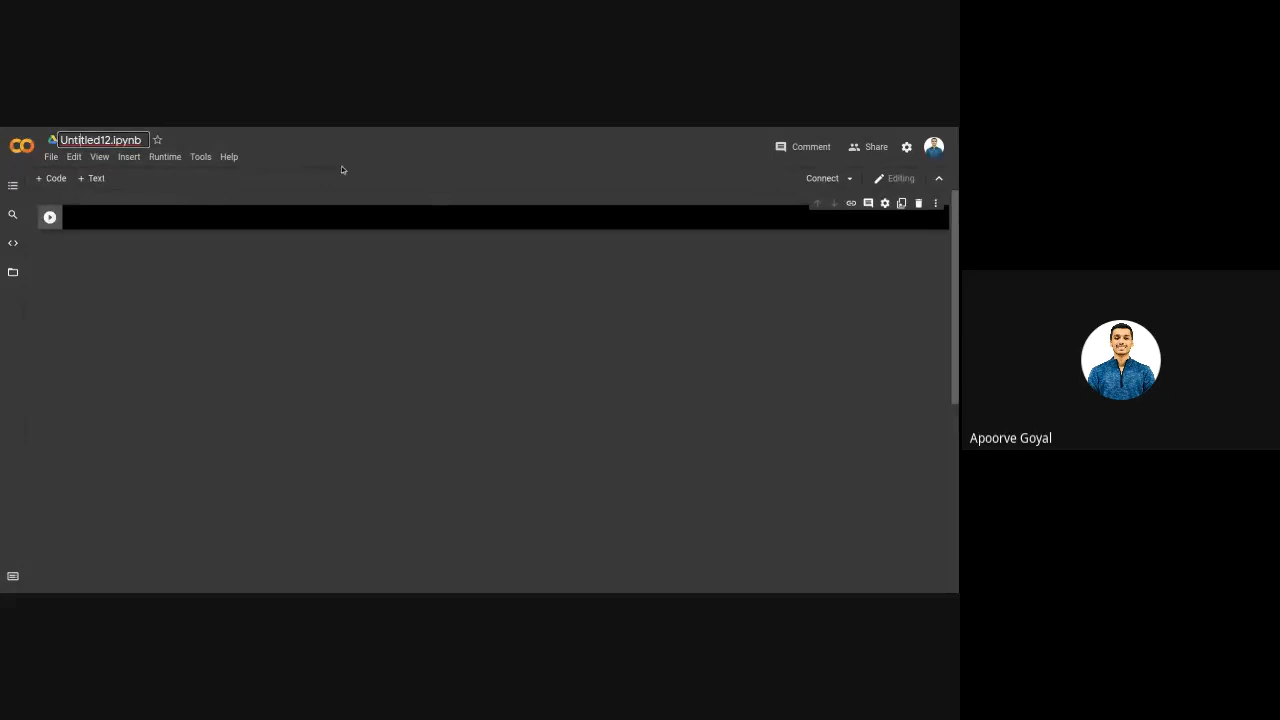 Untitled12.ipynb
File Edit View Insert Runtime Tools Help
Comment Share
+ Code + Text
Connect Editing
Apoorve Goyal